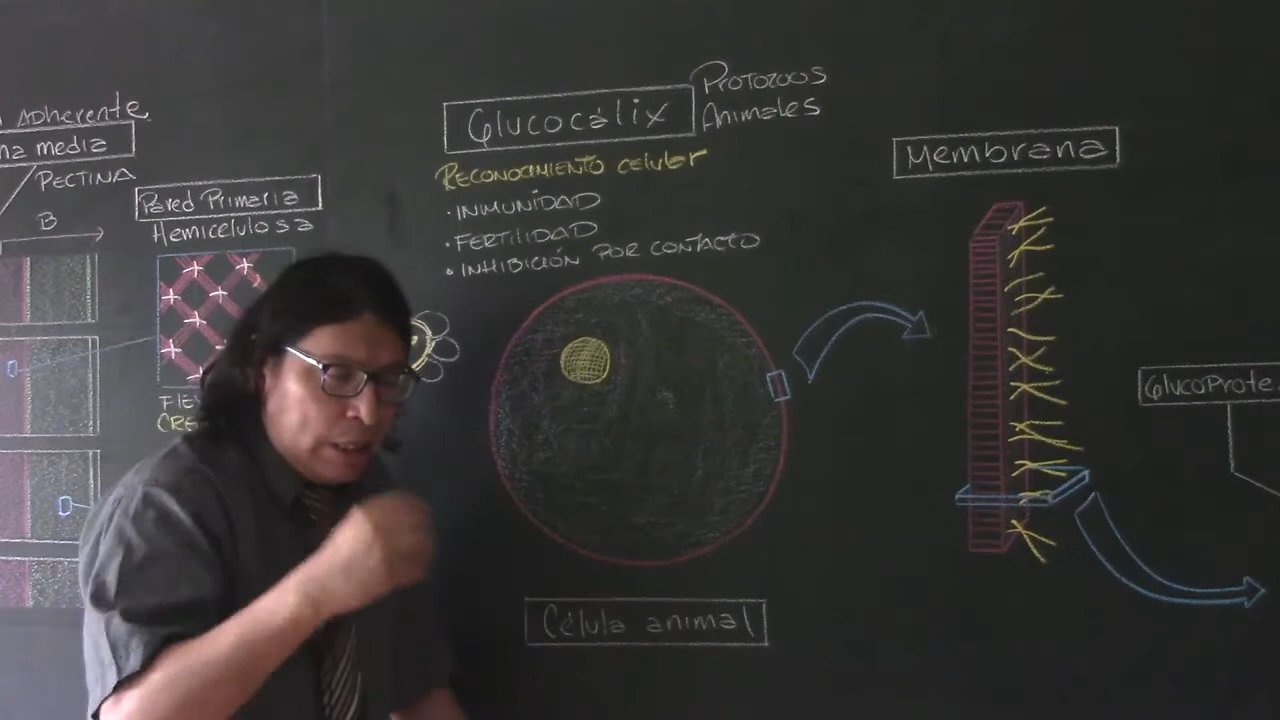 Adherente
na media
PECTINA
B
Pared Primaria
Hemicelulosa
Glucocálix
Protozoos
Animales
Reconocimiento celular
· INMUNIDAD
· FERTILIDAD
· INHIBICIÓN POR CONTACTO
Membrana
GlucoProte
Célula animal